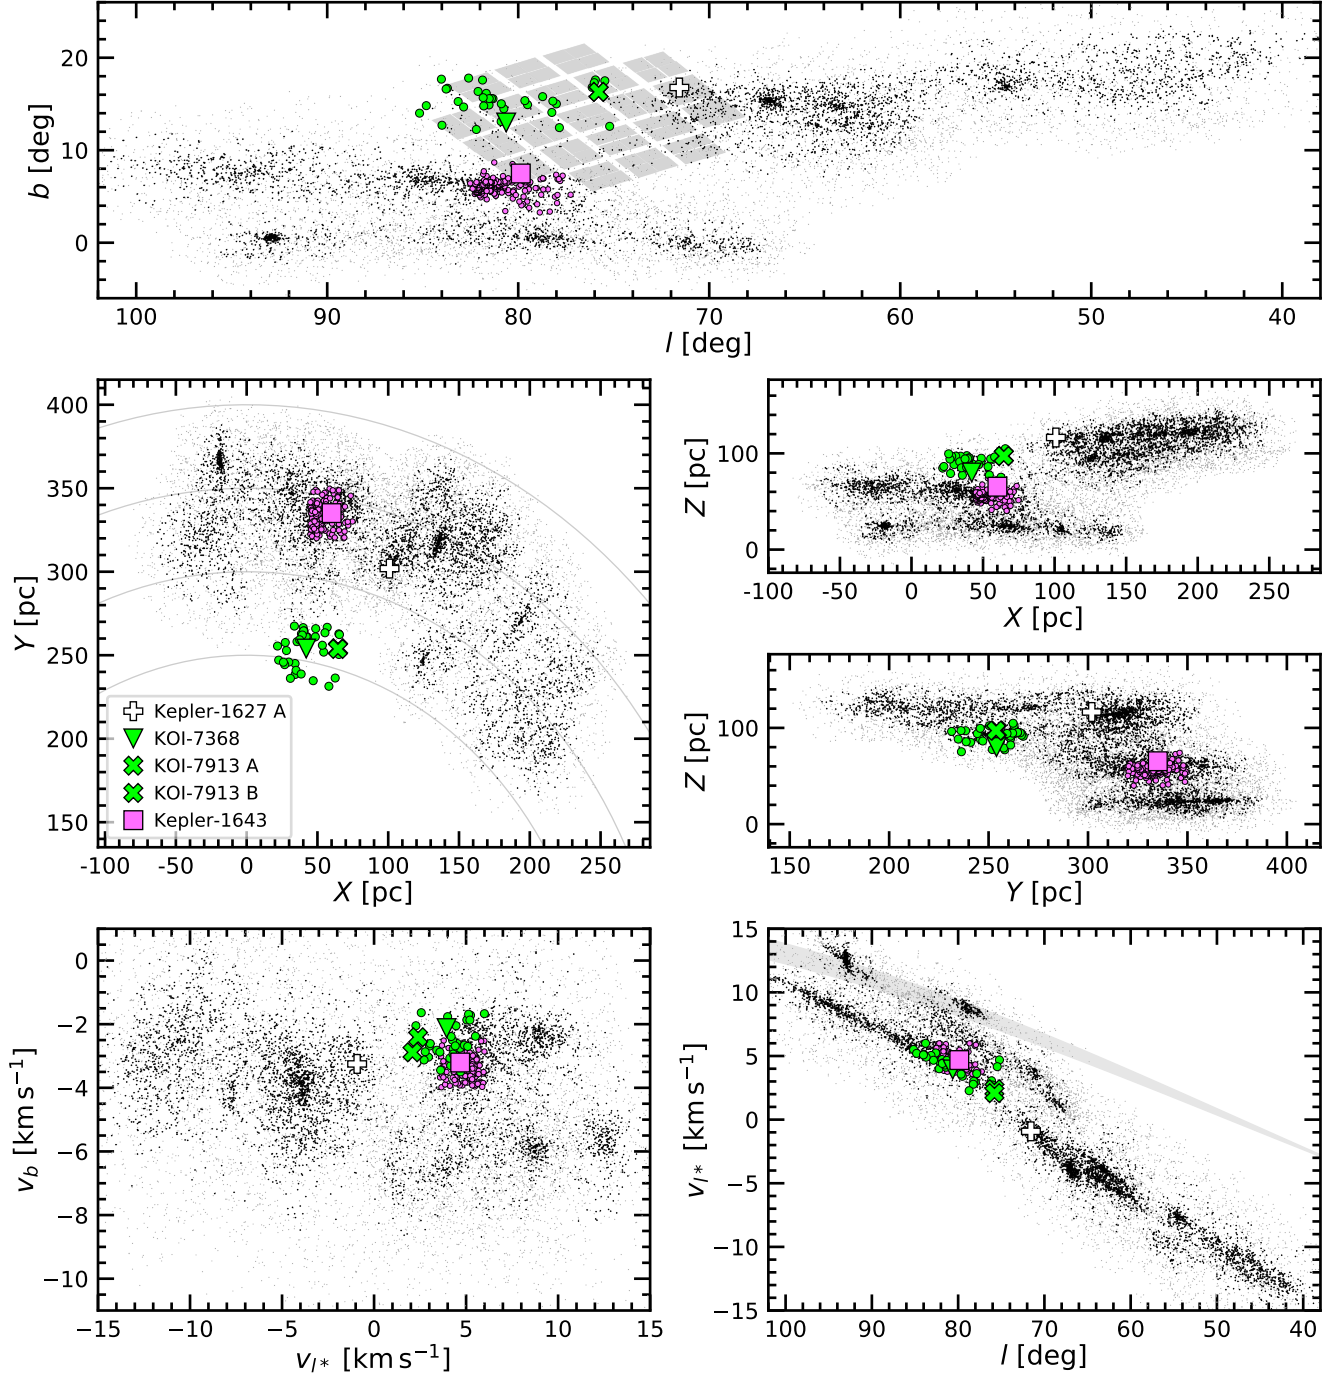 20
10
0
b [deg]
100 90 80 70 60 50 40
l [deg]
400
350
300
250
200
150
Y [pc]
Kepler-1627 A
KOI-7368
KOI-7913 A
KOI-7913 B
Kepler-1643
-100 -50 0 50 100 150 200 250
X [pc]
100
0
Z [pc]
-100 -50 0 50 100 150 200 250
X [pc]
100
0
Z [pc]
150 200 250 300 350 400
Y [pc]
0
−2
−4
−6
−8
−10
v_b [km s⁻¹]
−15 −10 −5 0 5 10 15
v_l* [km s⁻¹]
15
10
5
0
−5
−10
−15
v_l* [km s⁻¹]
100 90 80 70 60 50 40
l [deg]